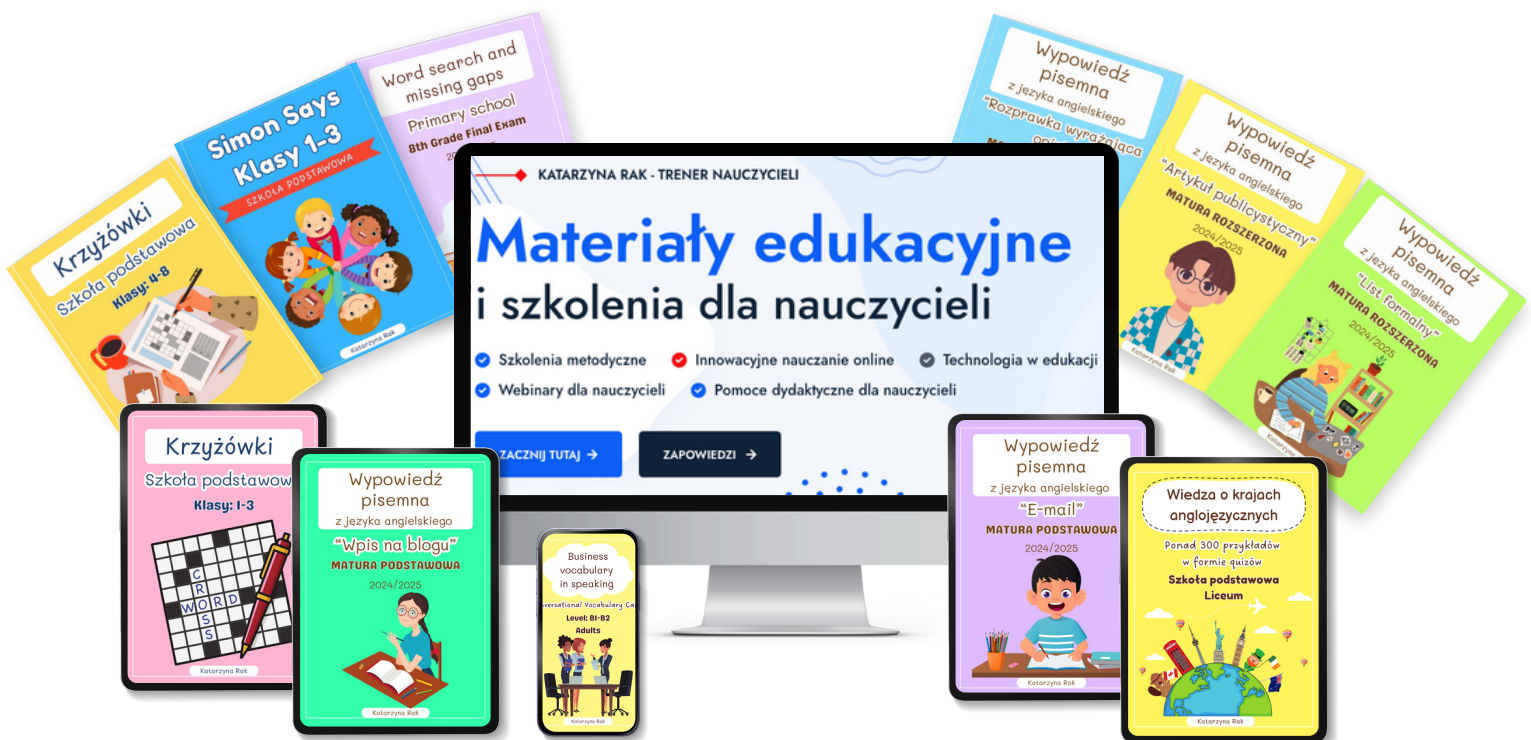 Word search and
missing gaps
Primary school
8th Grade Final Exam
Simon Says
Klasy 1-3
SZKOŁA PODSTAWOWA
Katarzyna Rak
Krzyżówki
Szkoła podstawowa
Klasy: 4-8
Wypowiedź
pisemna
z języka angielskiego
"Rozprawka wyrażająca
Wypowiedź
pisemna
z języka angielskiego
"Artykuł publicystyczny"
MATURA ROZSZERZONA
2024/2025
Katarzyna Rak
Wypowiedź
pisemna
z języka angielskiego
"List formalny"
MATURA ROZSZERZONA
2024/2025
Katarzyna Rak
KATARZYNA RAK - TRENER NAUCZYCIELI
Materiały edukacyjne
i szkolenia dla nauczycieli
Szkolenia metodyczne
Innowacyjne nauczanie online
Technologia w edukacji
Webinary dla nauczycieli
Pomoce dydaktyczne dla nauczycieli
ZACZNIJ TUTAJ →
ZAPOWIEDZI →
Krzyżówki
Szkoła podstawow
Klasy: 1-3
CROSS
WORD
Katarzyna Rak
Wypowiedź
pisemna
z języka angielskiego
"Wpis na blogu"
MATURA PODSTAWOWA
2024/2025
Katarzyna Rak
Business
vocabulary
in speaking
versational Vocabulary Ca
Level: B1-B2
Adults
Katarzyna Rak
Wypowiedź
pisemna
z języka angielskiego
"E-mail"
MATURA PODSTAWOWA
2024/2025
Katarzyna Rak
Wiedza o krajach
anglojęzycznych
Ponad 300 przykładów
w formie quizów
Szkoła podstawowa
Liceum
Katarzyna Rak